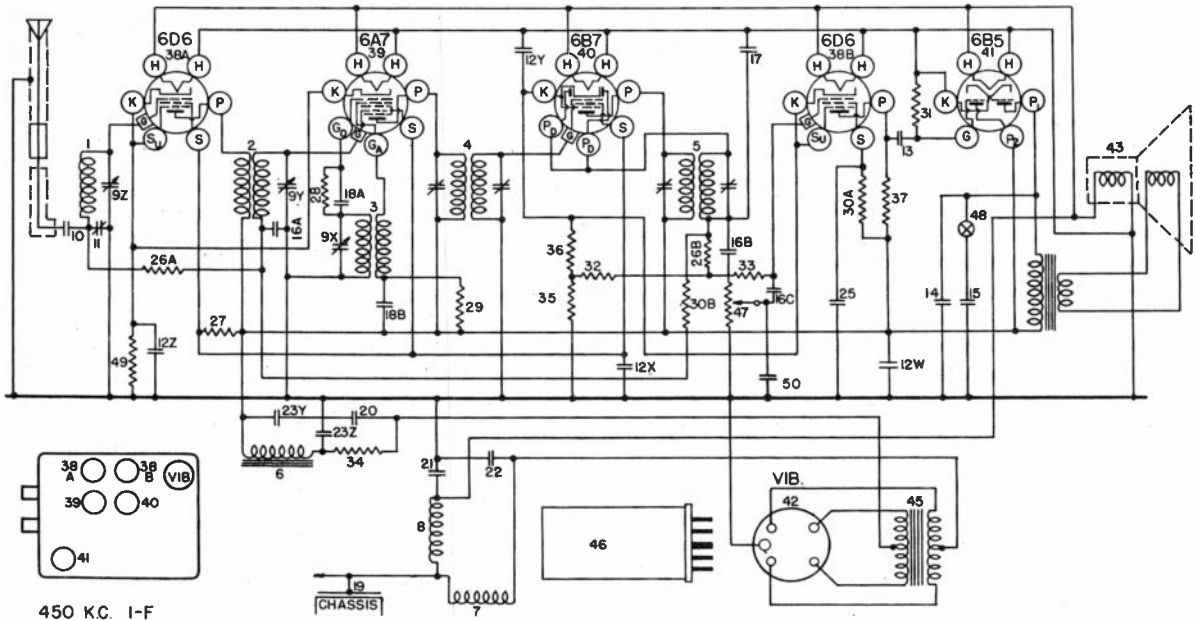 6D6
38A
6A7
39
6B7
40
6D6
38B
6B5
41
H H
H H
H H
H H
H H
12Y
17
K P
K P
K P
K P
K P
G
SU S
GO G
GA S
PD G
PD S
G
SU S
G P2
31
13
43
1
9Z
2
9Y
28
18A
3
4
5
30A
37
48
10
11
16A
9X
36
16B
26A
32
26B
33
16C
18B
29
35
30B
47
25
14
15
27
49
12Z
12X
50
12W
23Y
20
23Z
34
6
21
22
38 A
38 B
VIB
39
40
41
8
46
VIB.
42
45
19
CHASSIS
7
450 K.C. I-F